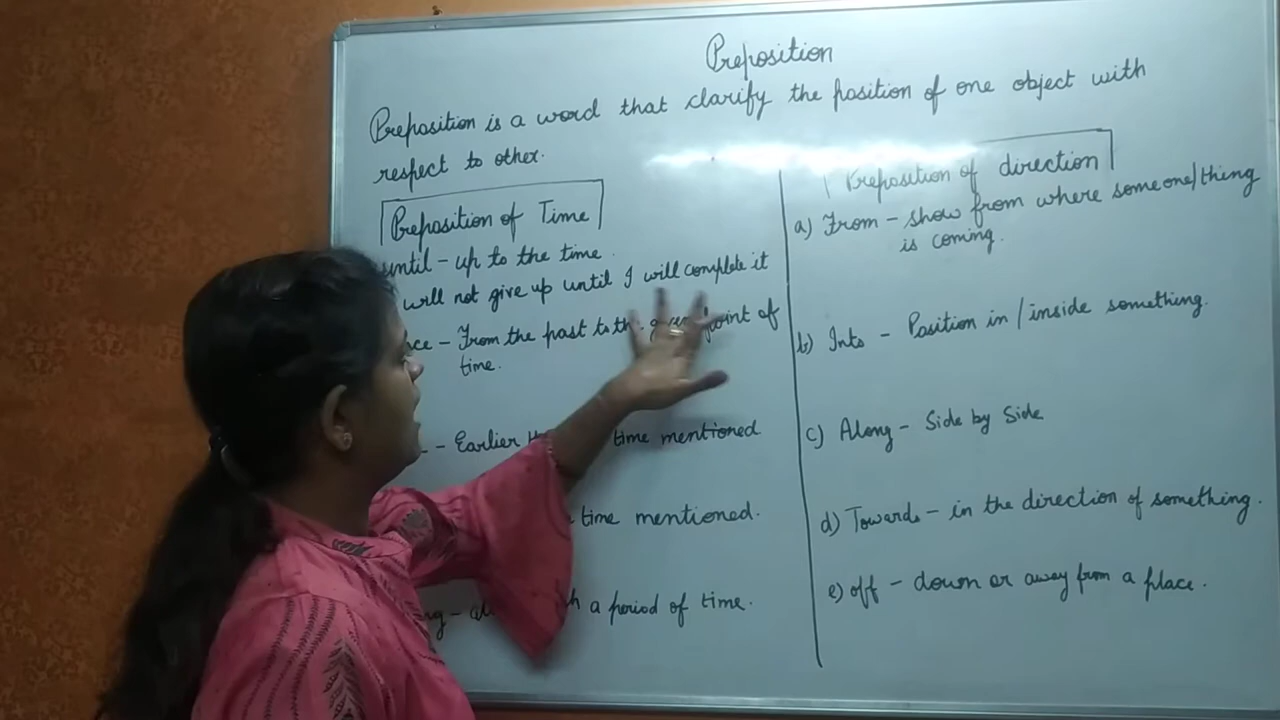 Preposition
Preposition is a word that clarify the position of one object with
respect to other.
Preposition of Time
until - up to the time.
will not give up until I will complete it
- From the past to the point of
time.
- Earlier time mentioned
time mentioned.
a period of time.
Preposition of direction
a) From - show from where someone/thing
is coming.
b) Into - Position in/inside something.
c) Along - Side by Side
d) Towards - in the direction of something.
e) off - down or away from a place.